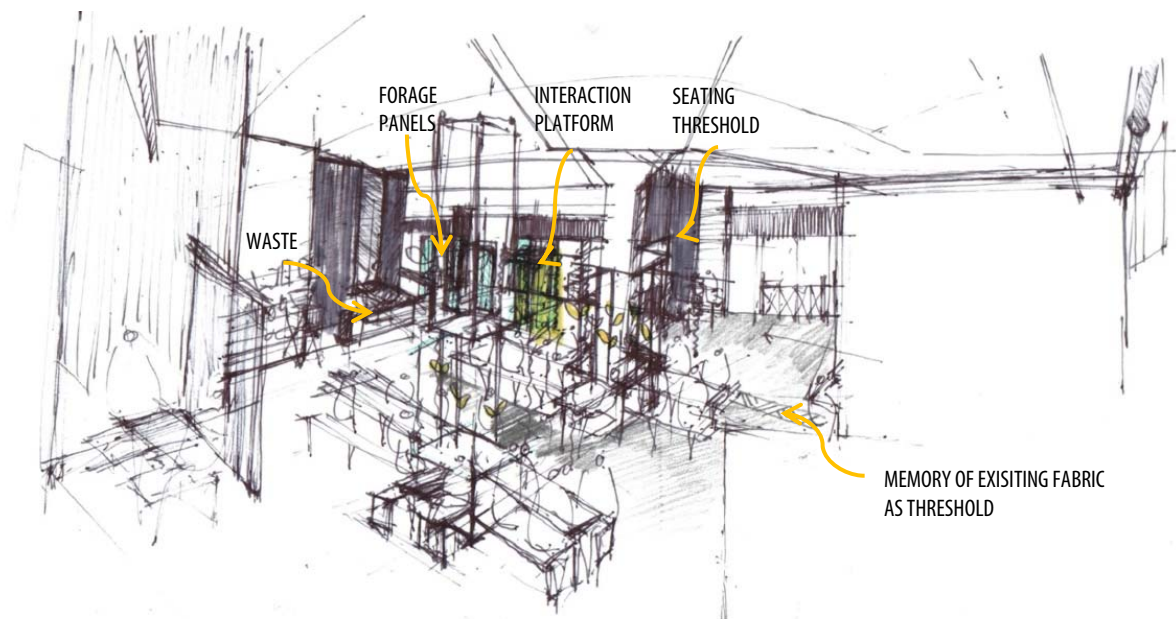 FORAGE
PANELS
INTERACTION
PLATFORM
SEATING
THRESHOLD
WASTE
MEMORY OF EXISITING FABRIC
AS THRESHOLD